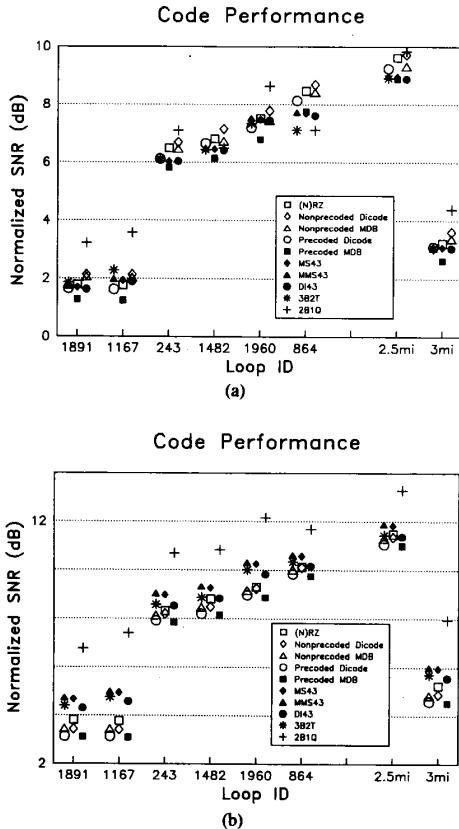 Code Performance
Normalized SNR (dB)
10
8
6
4
2
0
(N)RZ
Nonprecoded Dicode
Nonprecoded MDB
Precoded Dicode
Precoded MDB
MS43
MMS43
DI43
3B2T
2B1Q
1891 1167 243 1482 1960 864 2.5mi 3mi
Loop ID
(a)
Code Performance
Normalized SNR (dB)
12
2
(N)RZ
Nonprecoded Dicode
Nonprecoded MDB
Precoded Dicode
Precoded MDB
MS43
MMS43
DI43
3B2T
2B1Q
1891 1167 243 1482 1960 864 2.5mi 3mi
Loop ID
(b)